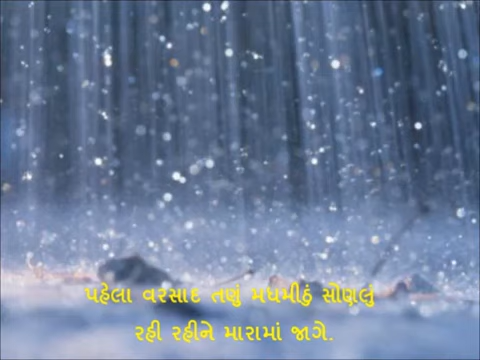 પહેલા વરસાદ તણું મધમીઠું સોણલું
રહી રહીને મારામાં જાગે.